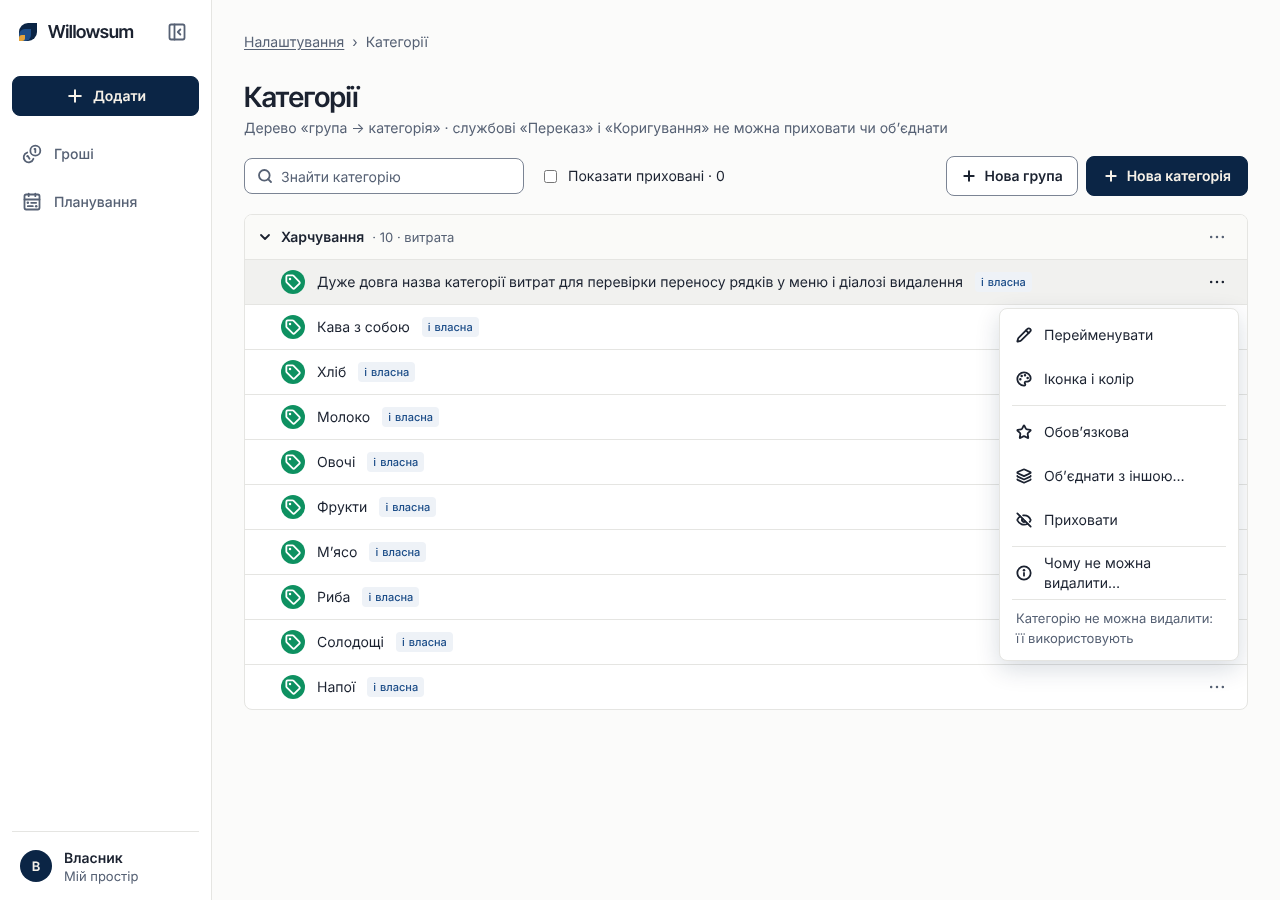 Willowsum
Додати
Гроші
Планування
Налаштування › Категорії
Категорії
Дерево «група → категорія» · службові «Переказ» і «Коригування» не можна приховати чи об’єднати
Знайти категорію
Показати приховані · 0
Нова група
Нова категорія
Харчування · 10 · витрата
Дуже довга назва категорії витрат для перевірки переносу рядків у меню і діалозі видалення і власна
Кава з собою і власна
Хліб і власна
Молоко і власна
Овочі і власна
Фрукти і власна
М’ясо і власна
Риба і власна
Солодощі і власна
Напої і власна
Перейменувати
Іконка і колір
Обов’язкова
Об’єднати з іншою…
Приховати
Чому не можна
видалити…
Категорію не можна видалити:
її використовують
В
Власник
Мій простір